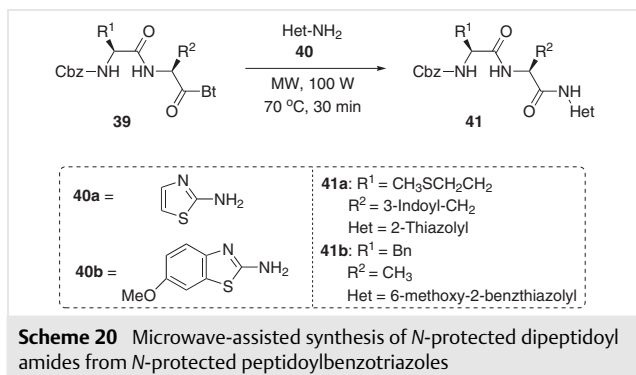 R1
O
R2
Cbz-NH HN
O
Bt
39
Het-NH2
40
MW, 100 W
70 ºC, 30 min
R1
O
R2
Cbz-NH HN
O
NH
Het
41
40a =
N
S
NH2
40b =
N
S
NH2
MeO
41a: R1 = CH3SCH2CH2
R2 = 3-Indoyl-CH2
Het = 2-Thiazolyl
41b: R1 = Bn
R2 = CH3
Het = 6-methoxy-2-benzthiazolyl
Scheme 20 Microwave-assisted synthesis of N-protected dipeptidoyl
amides from N-protected peptidoylbenzotriazoles